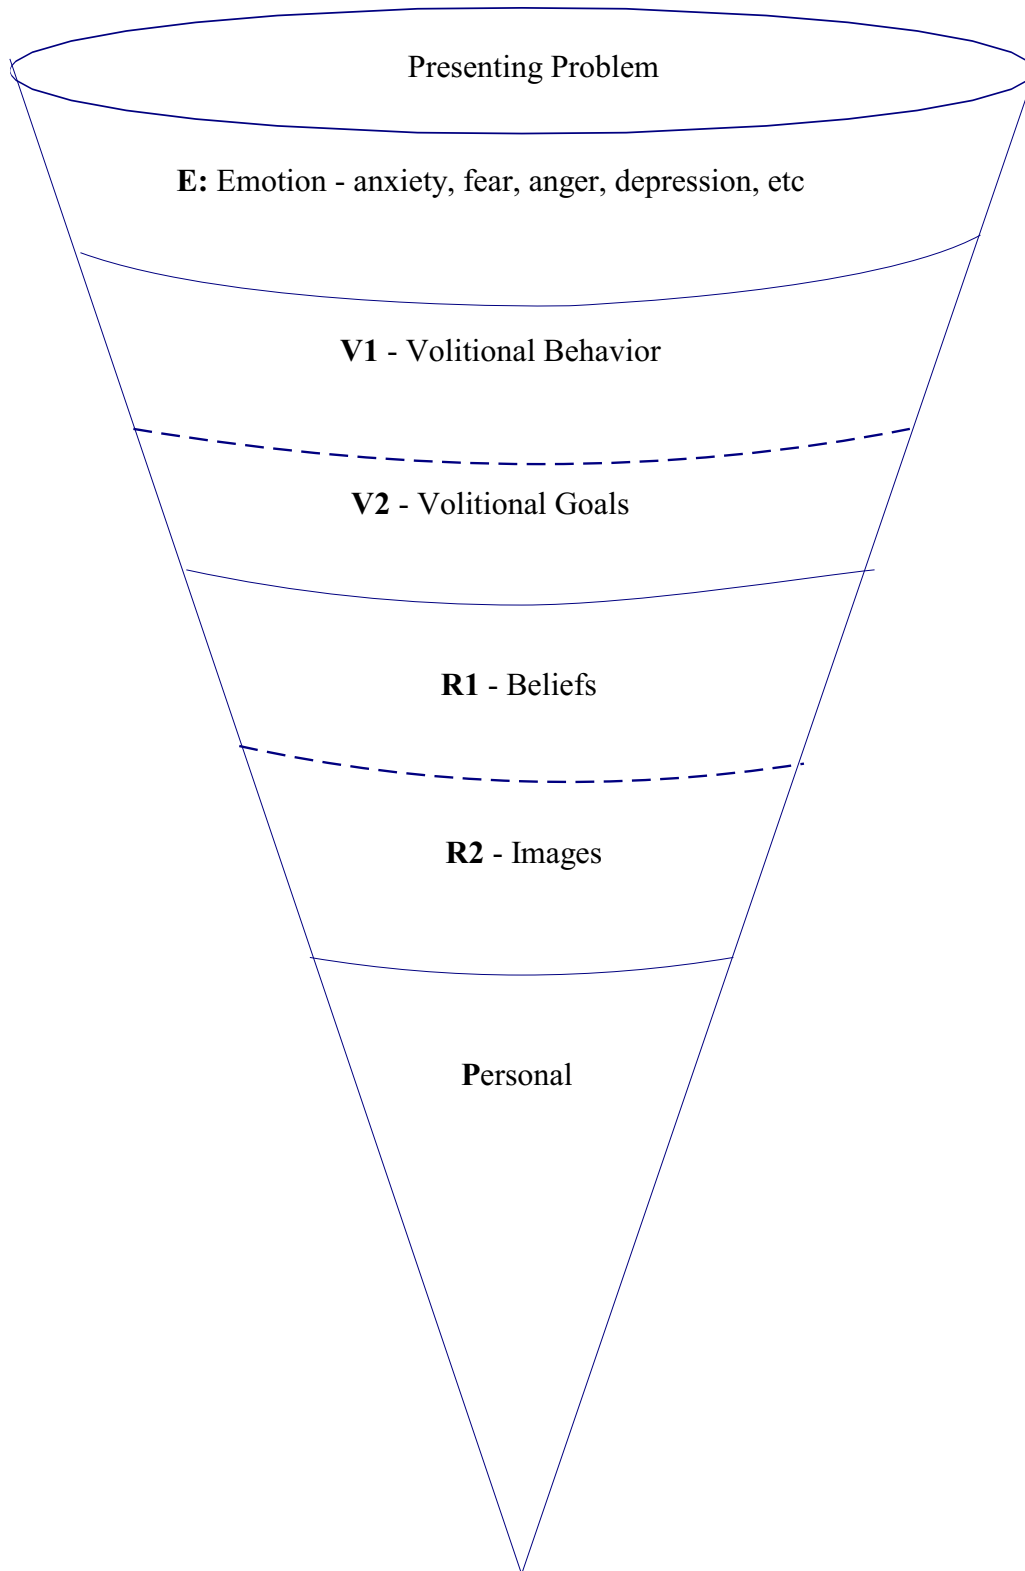 Presenting Problem
E: Emotion - anxiety, fear, anger, depression, etc
V1 - Volitional Behavior
V2 - Volitional Goals
R1 - Beliefs
R2 - Images
Personal